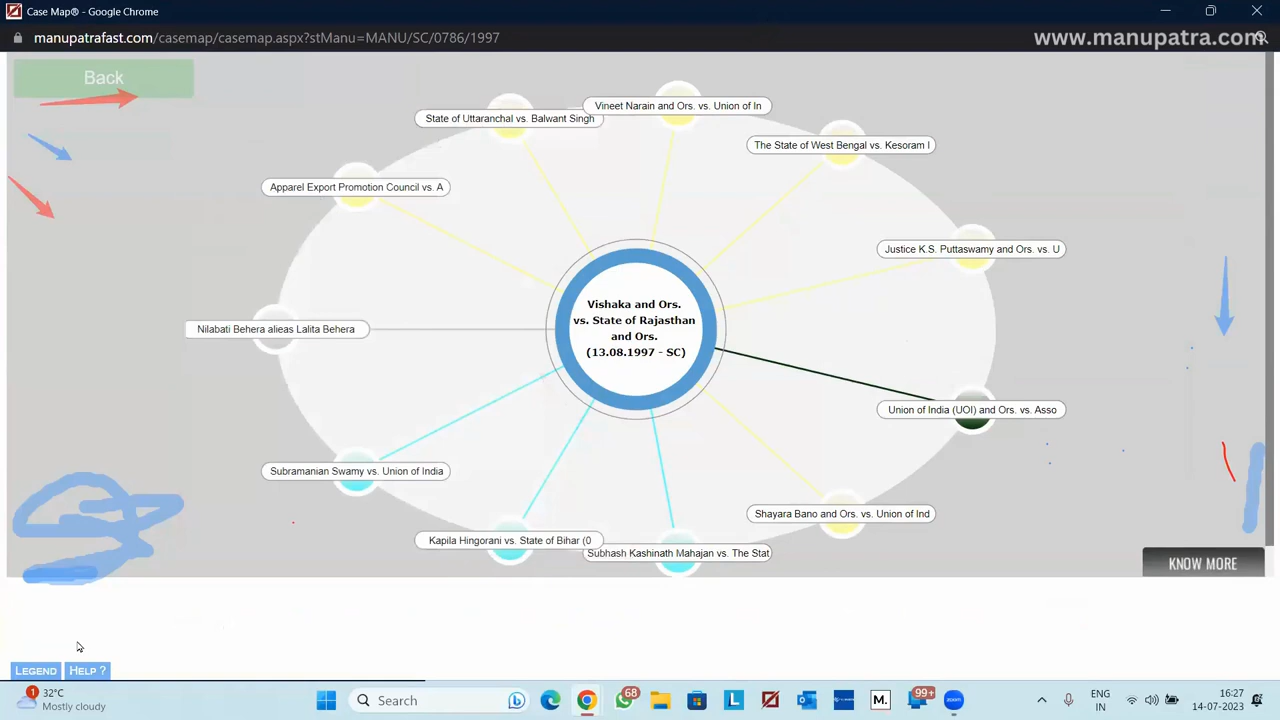 Case Map® - Google Chrome
manupatrafast.com/casemap/casemap.aspx?stManu=MANU/SC/0786/1997
www.manupatra.com
Back
Vineet Narain and Ors. vs. Union of In
State of Uttaranchal vs. Balwant Singh
The State of West Bengal vs. Kesoram I
Apparel Export Promotion Council vs. A
Justice K.S. Puttaswamy and Ors. vs. U
Vishaka and Ors.
vs. State of Rajasthan
and Ors.
(13.08.1997 - SC)
Nilabati Behera alieas Lalita Behera
Union of India (UOI) and Ors. vs. Asso
Subramanian Swamy vs. Union of India
Shayara Bano and Ors. vs. Union of Ind
Kapila Hingorani vs. State of Bihar (0
Subhash Kashinath Mahajan vs. The Stat
KNOW MORE
LEGEND HELP ?
1
32°C
Mostly cloudy
Search
68
L
M.
99+
zoom
ENG
IN
16:27
14-07-2023